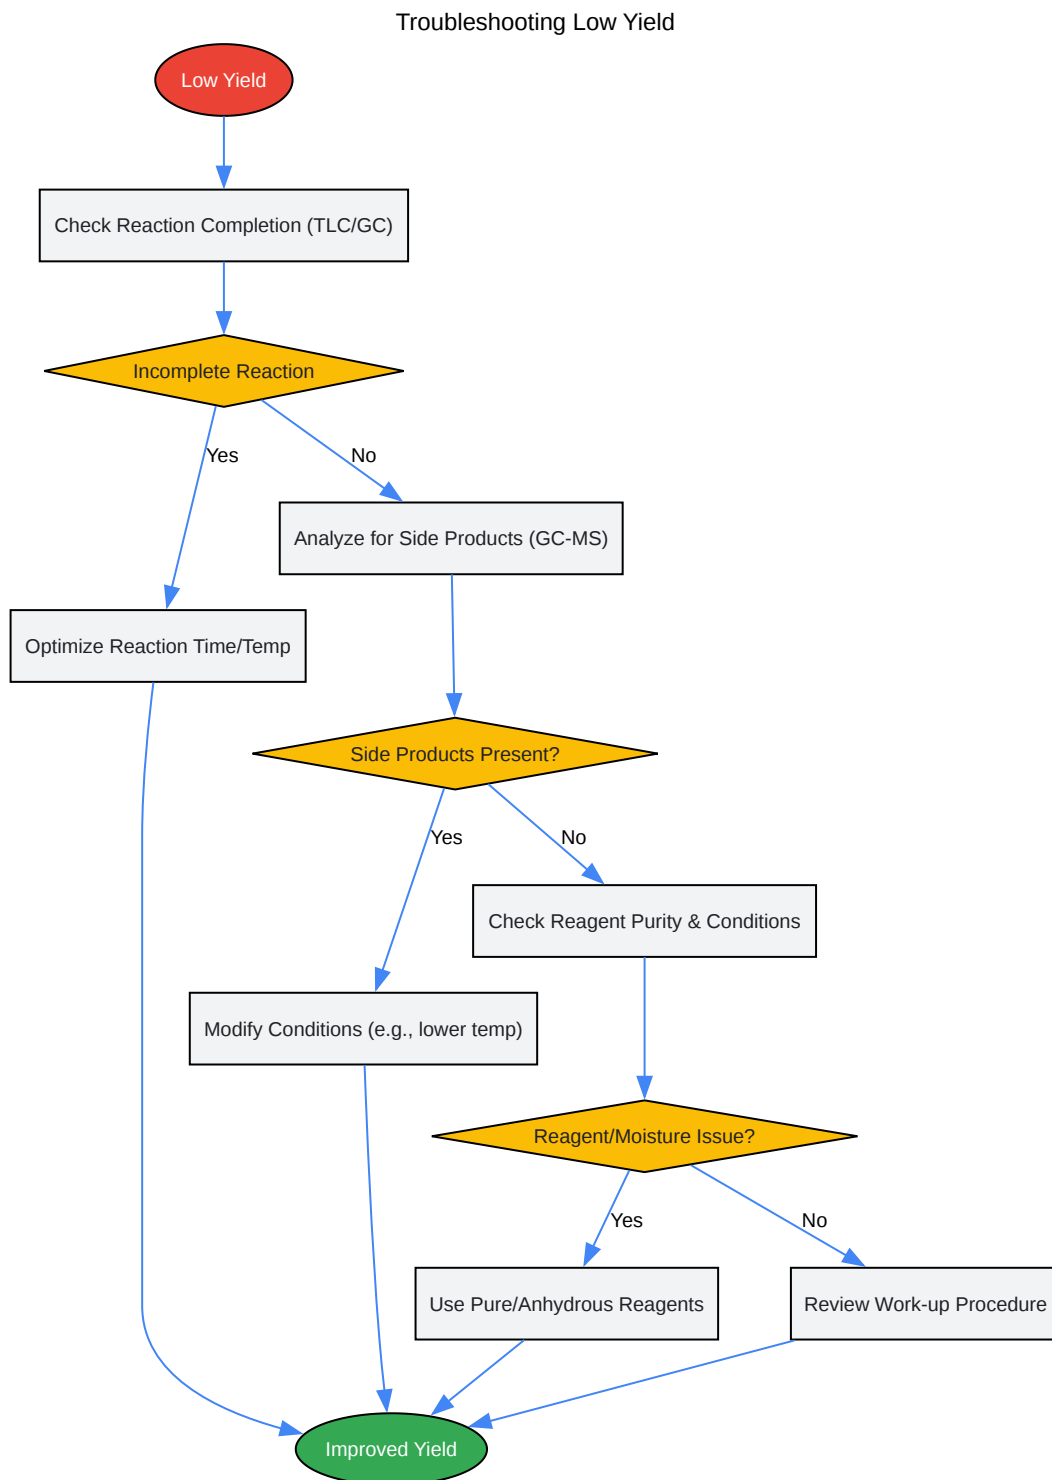 Troubleshooting Low Yield
Low Yield
Check Reaction Completion (TLC/GC)
Incomplete Reaction
Yes
No
Analyze for Side Products (GC-MS)
Optimize Reaction Time/Temp
Side Products Present?
Yes
No
Check Reagent Purity & Conditions
Modify Conditions (e.g., lower temp)
Reagent/Moisture Issue?
Yes
No
Use Pure/Anhydrous Reagents
Review Work-up Procedure
Improved Yield